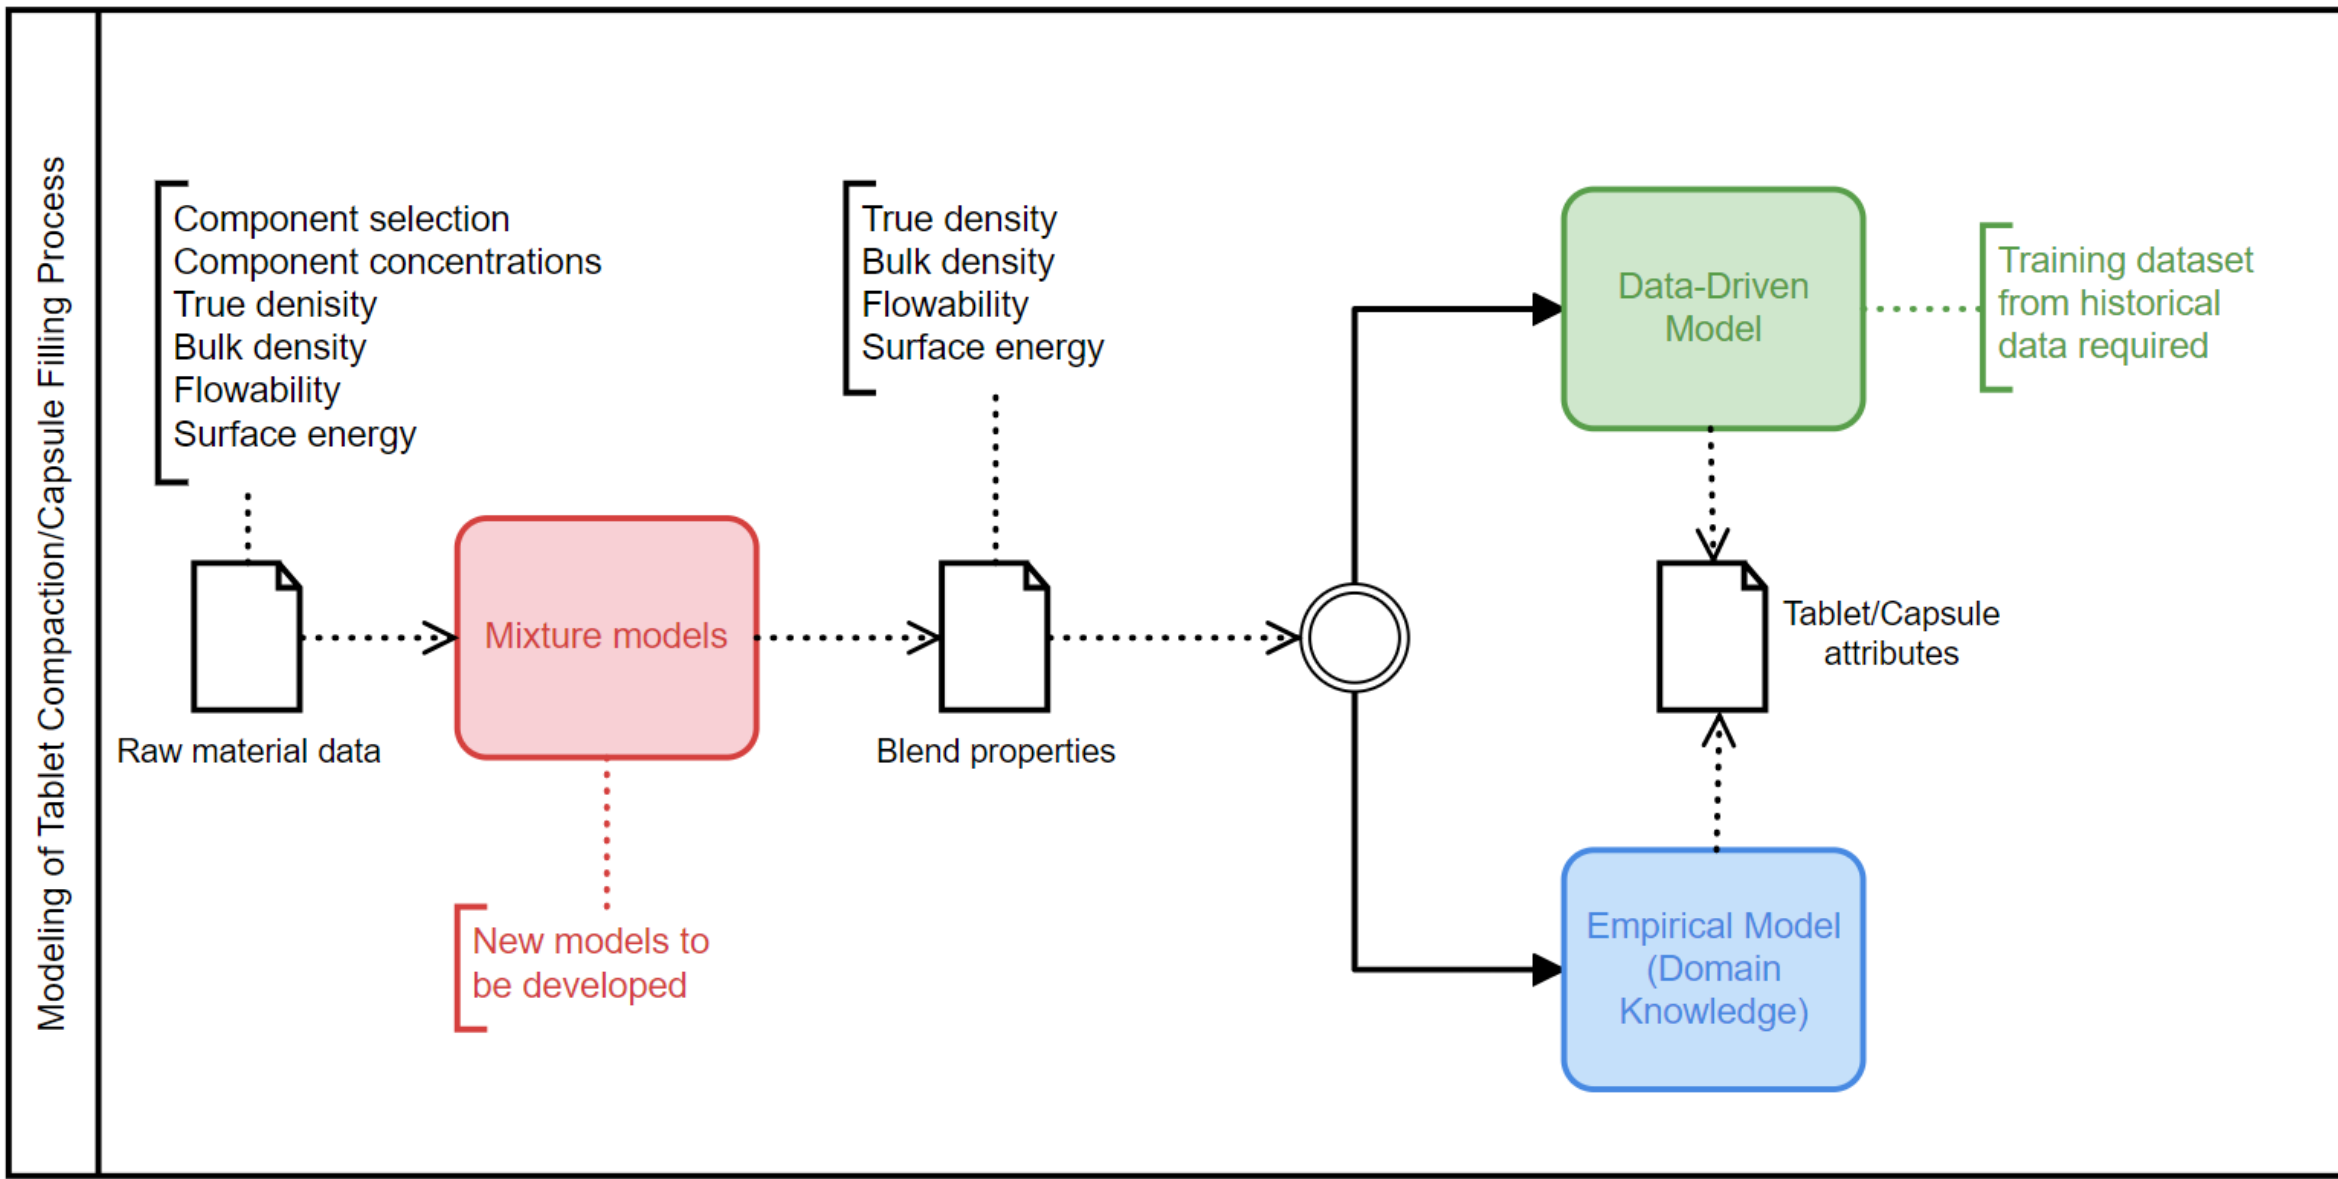 Modeling of Tablet Compaction/Capsule Filling Process
Component selection
Component concentrations
True denisity
Bulk density
Flowability
Surface energy
Raw material data
Mixture models
New models to
be developed
True density
Bulk density
Flowability
Surface energy
Blend properties
Data-Driven
Model
Training dataset
from historical
data required
Tablet/Capsule
attributes
Empirical Model
(Domain
Knowledge)